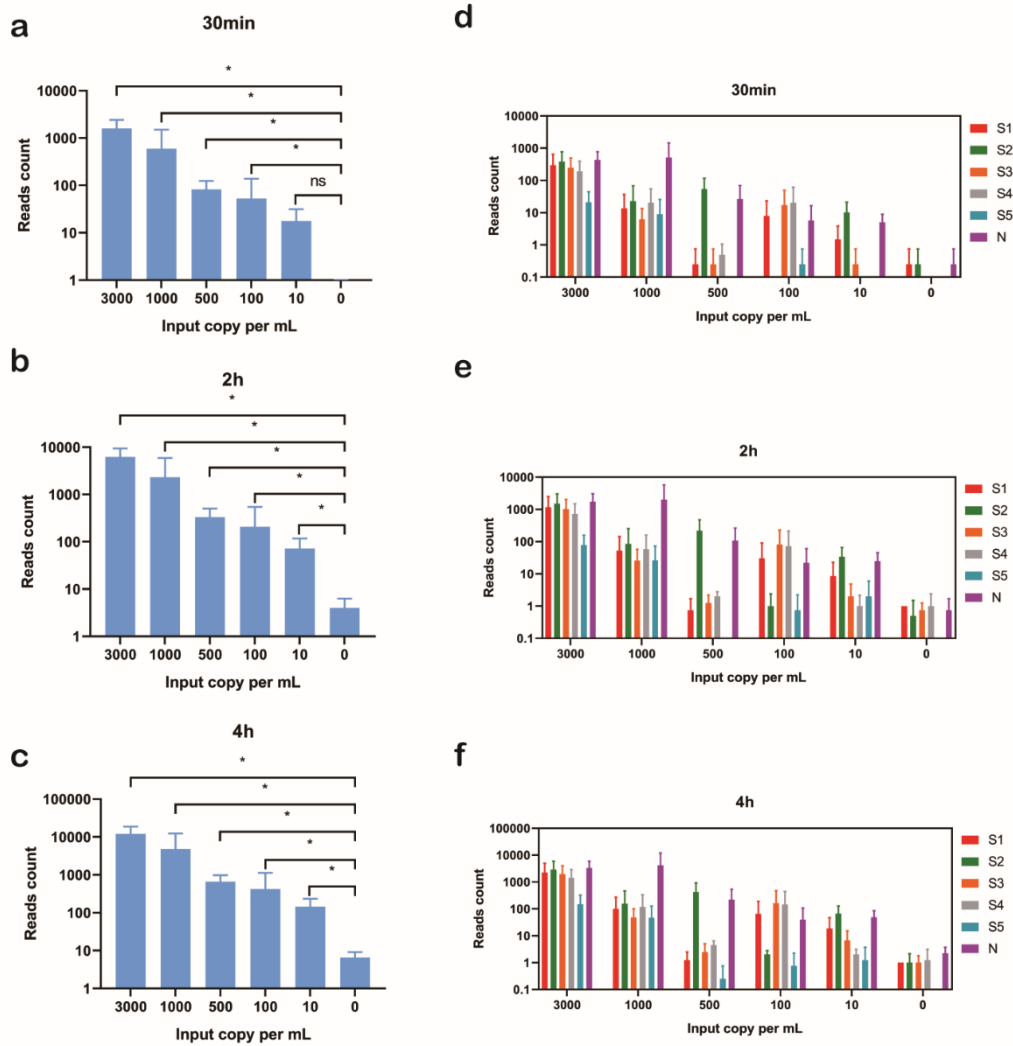 a
30min
*
*
*
*
ns
10000
1000
100
10
1
Reads count
3000 1000 500 100 10 0
Input copy per mL
d
30min
10000
1000
100
10
1
0.1
Reads count
3000 1000 500 100 10 0
Input copy per mL
S1
S2
S3
S4
S5
N
b
2h
*
*
*
*
*
10000
1000
100
10
1
Reads count
3000 1000 500 100 10 0
Input copy per mL
e
2h
10000
1000
100
10
1
0.1
Reads count
3000 1000 500 100 10 0
Input copy per mL
S1
S2
S3
S4
S5
N
c
4h
*
*
*
*
*
100000
10000
1000
100
10
1
Reads count
3000 1000 500 100 10 0
Input copy per mL
f
4h
100000
10000
1000
100
10
1
0.1
Reads count
3000 1000 500 100 10 0
Input copy per mL
S1
S2
S3
S4
S5
N